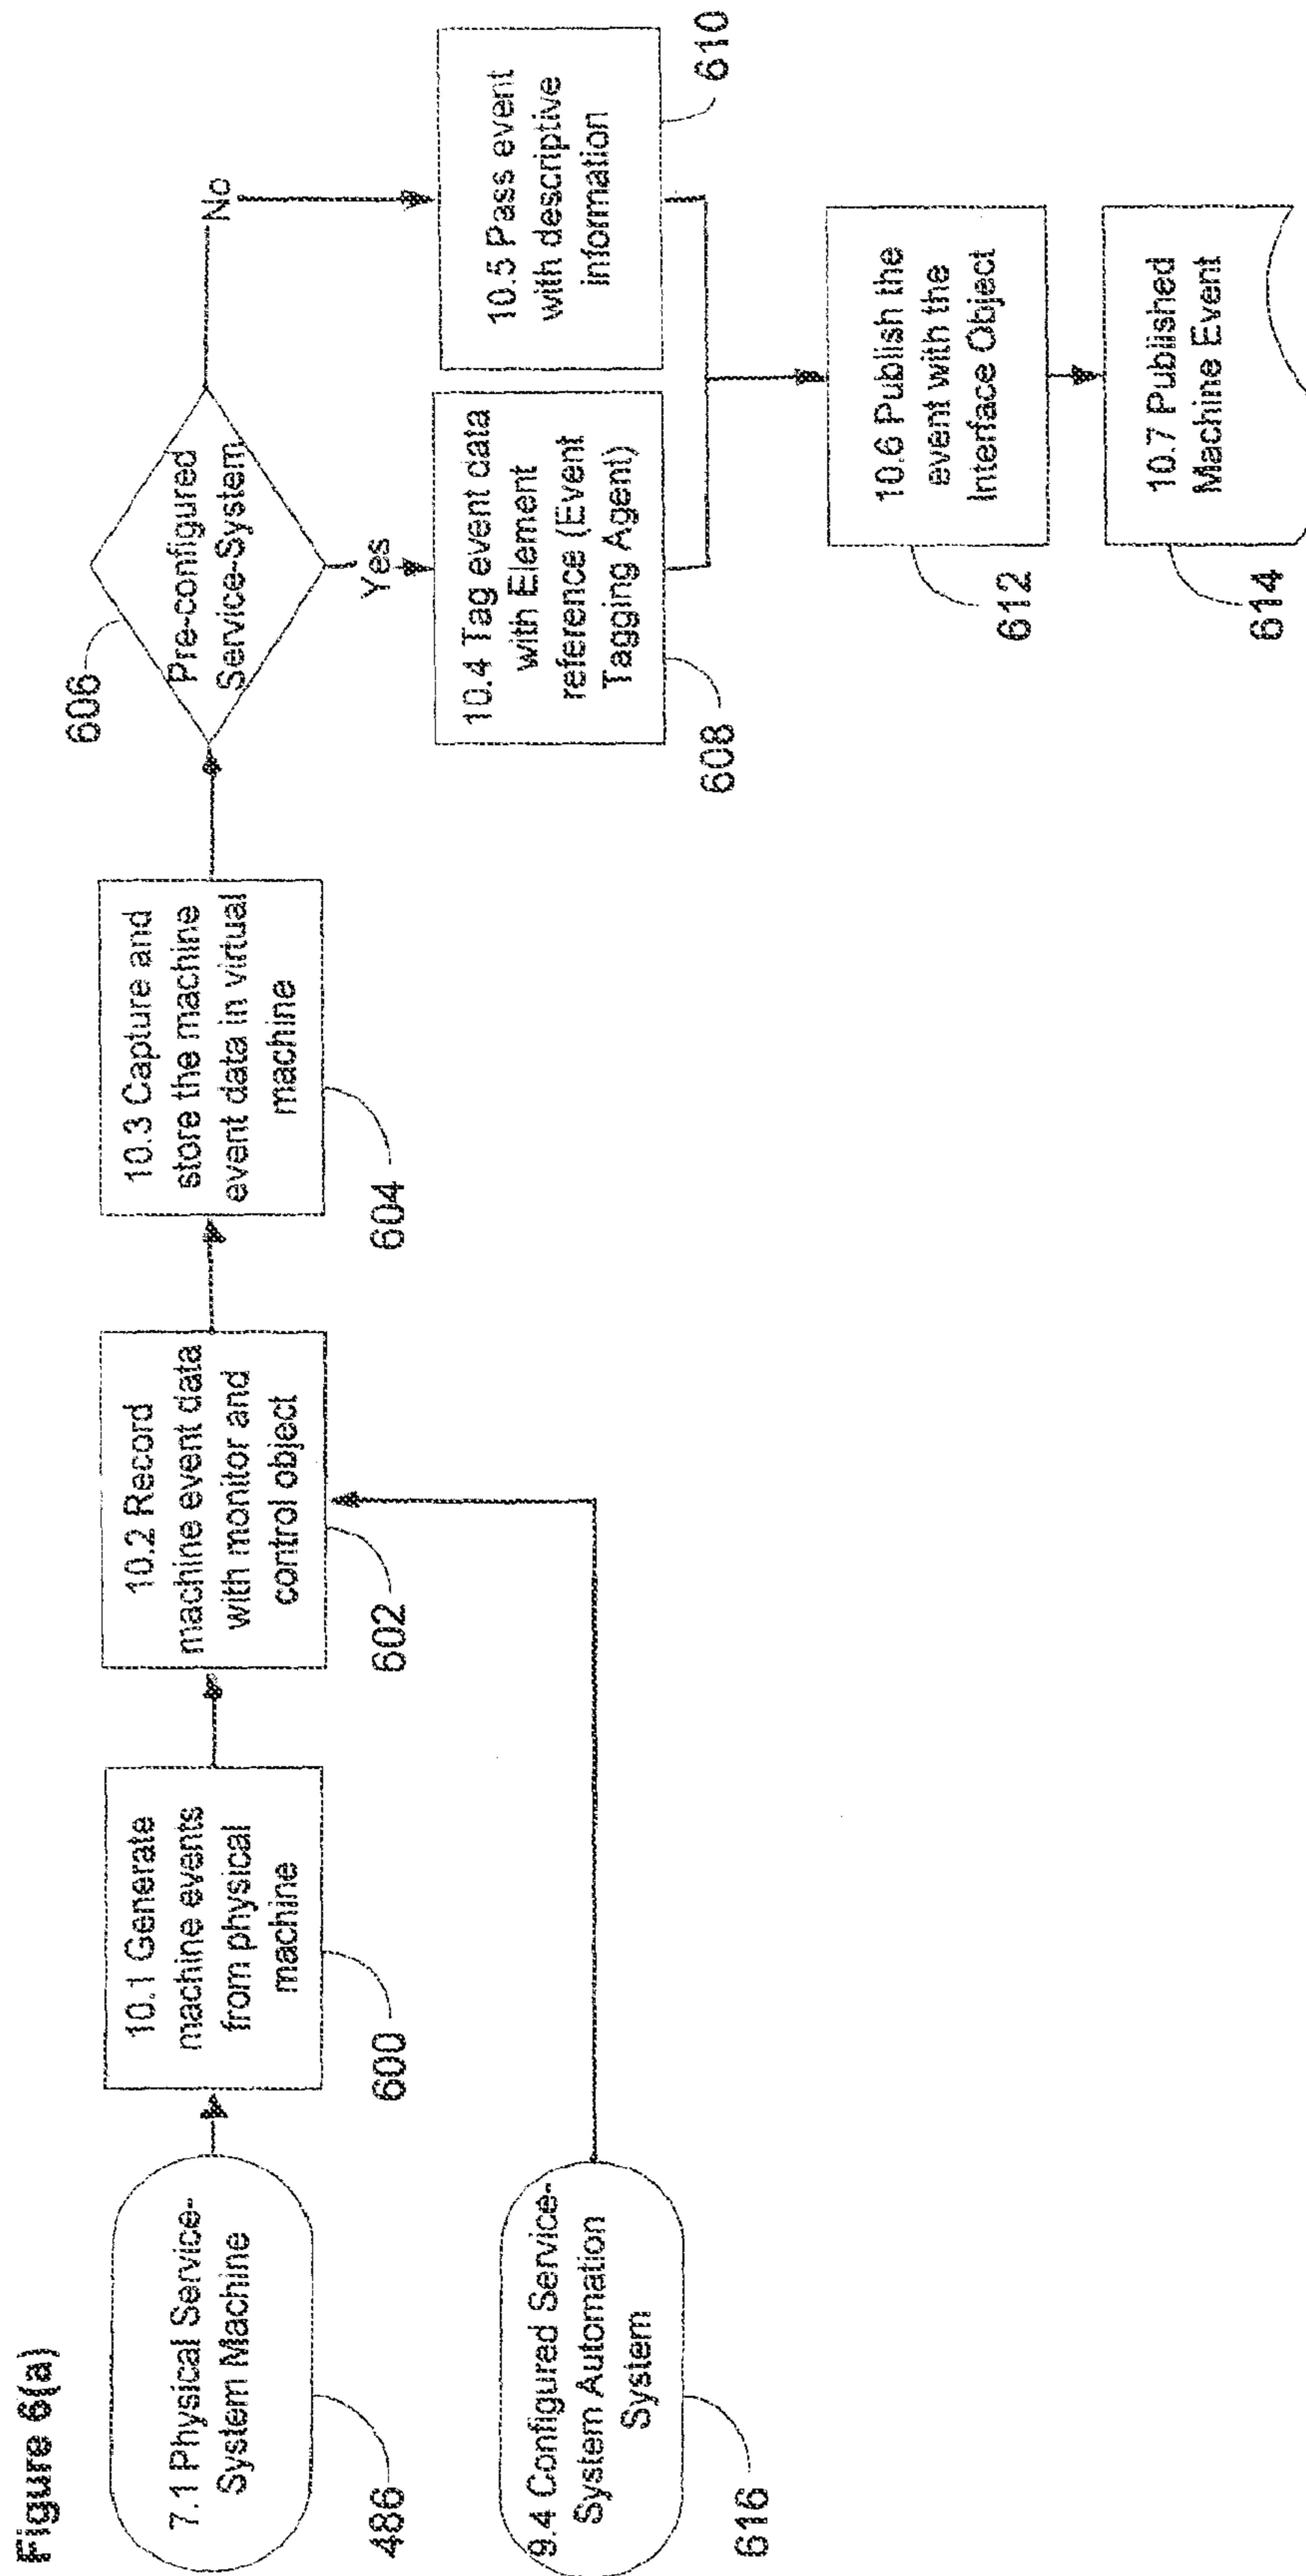 Figure 6(a)
7.1 Physical Service-
System Machine
486
10.1 Generate
machine events
from physical
machine
600
10.2 Record
machine event data
with monitor and
control object
602
10.3 Capture and
store the machine
event data in virtual
machine
604
606
Pre-configured
Service-System
No
Yes
10.4 Tag event data
with Element
reference (Event
Tagging Agent)
608
10.5 Pass event
with descriptive
information
610
10.6 Publish the
event with the
Interface Object
612
10.7 Published
Machine Event
614
9.4 Configured Service-
System Automation
System
616